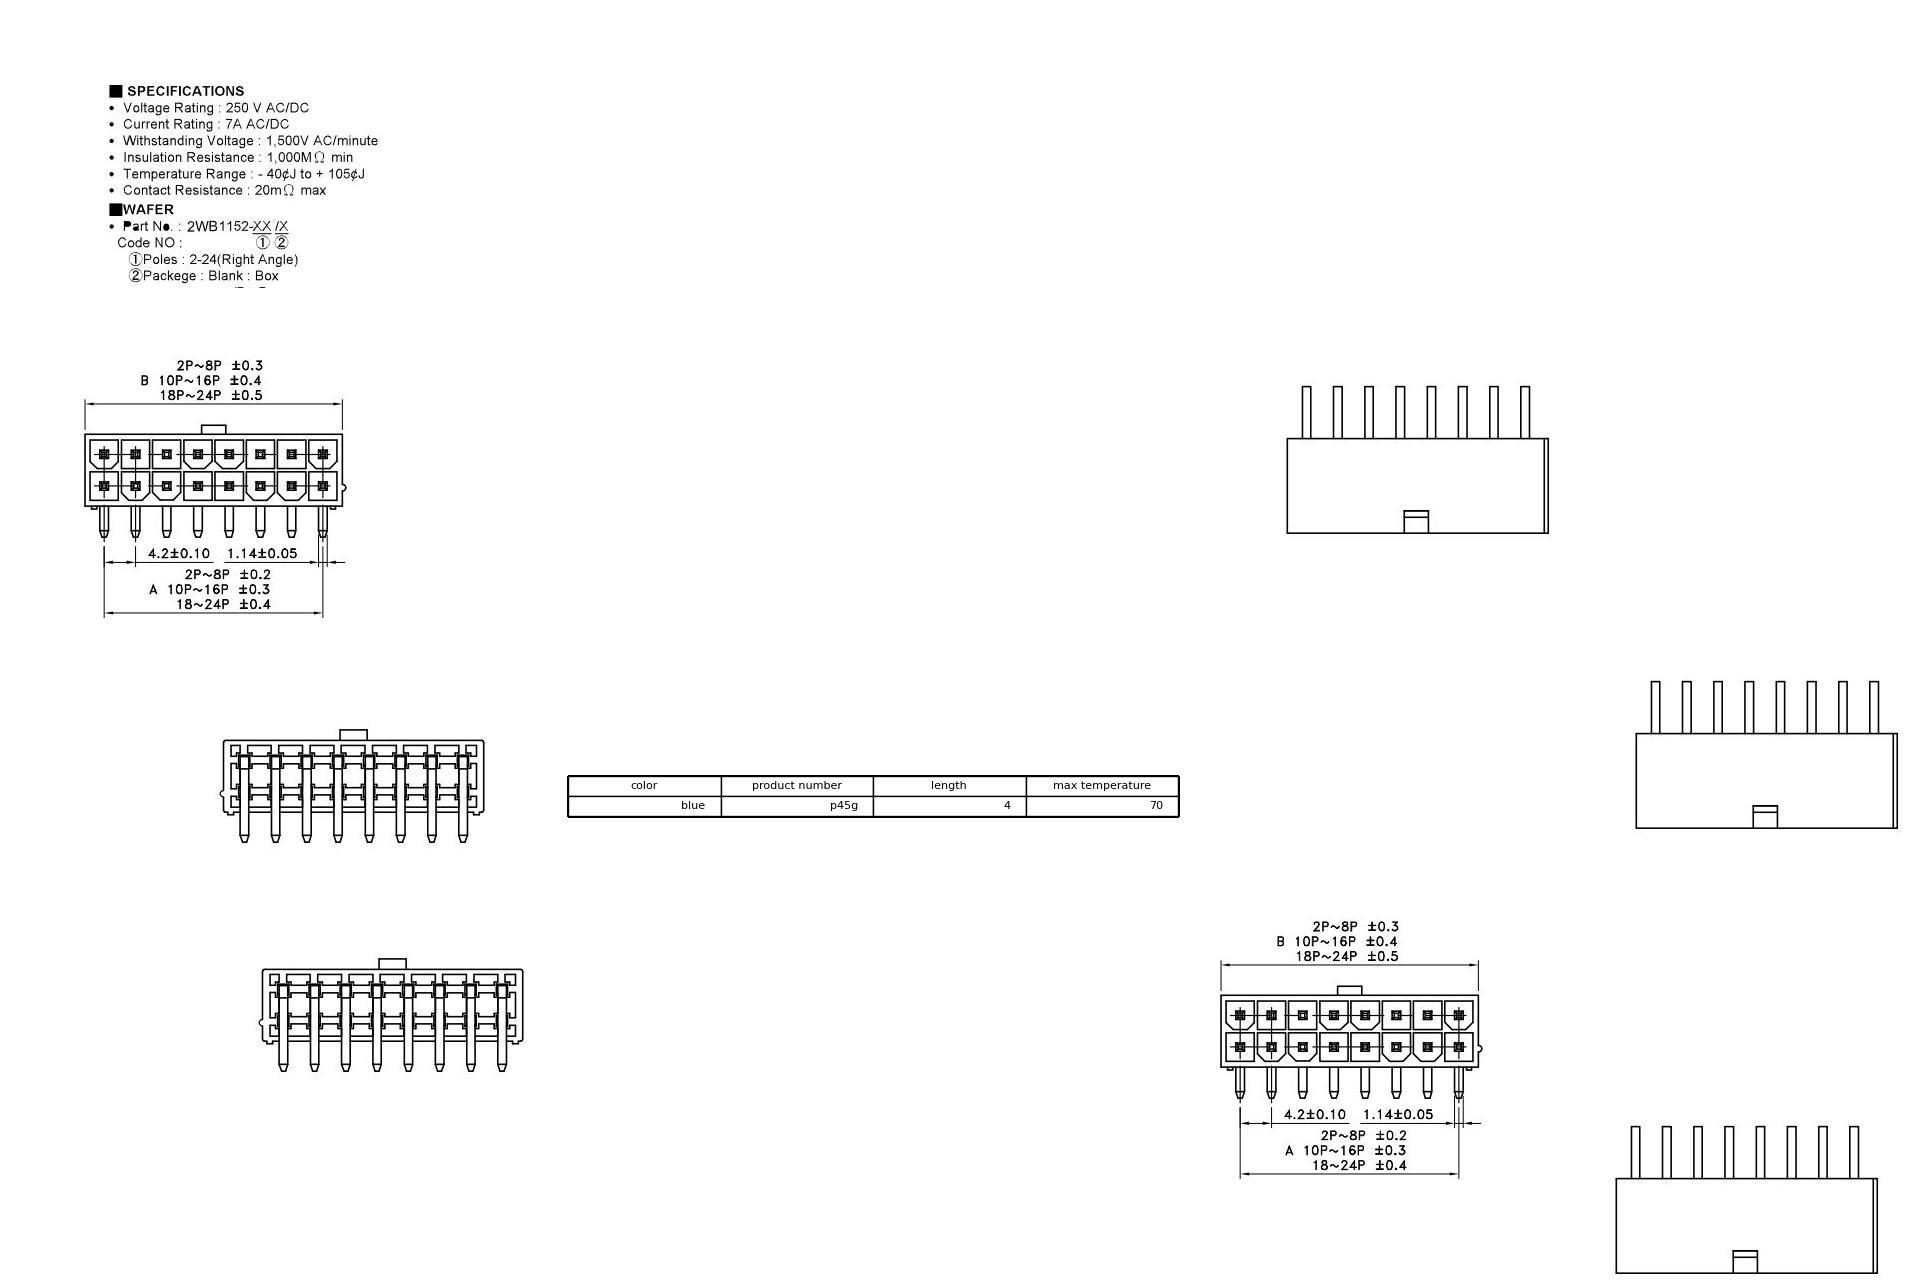 ■ SPECIFICATIONS
• Voltage Rating : 250 V AC/DC
• Current Rating : 7A AC/DC
• Withstanding Voltage : 1,500V AC/minute
• Insulation Resistance : 1,000MΩ min
• Temperature Range : - 40¢J to + 105¢J
• Contact Resistance : 20mΩ max
■WAFER
• Part No. : 2WB1152-XX /X
Code NO : ① ②
①Poles : 2-24(Right Angle)
②Packege : Blank : Box
2P~8P ±0.3
B 10P~16P ±0.4
18P~24P ±0.5
4.2±0.10 1.14±0.05
2P~8P ±0.2
A 10P~16P ±0.3
18~24P ±0.4
color product number length max temperature
blue p45g 4 70
2P~8P ±0.3
B 10P~16P ±0.4
18P~24P ±0.5
4.2±0.10 1.14±0.05
2P~8P ±0.2
A 10P~16P ±0.3
18~24P ±0.4